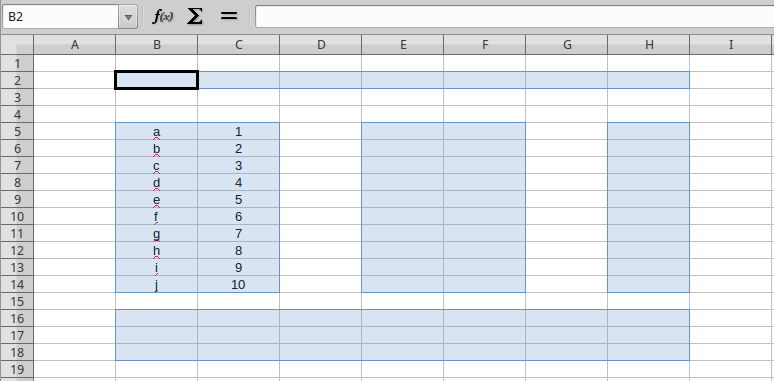 B2 f(x) Σ =
A B C D E F G H I
1
2
3
4
5 a 1
6 b 2
7 c 3
8 d 4
9 e 5
10 f 6
11 g 7
12 h 8
13 i 9
14 j 10
15
16
17
18
19